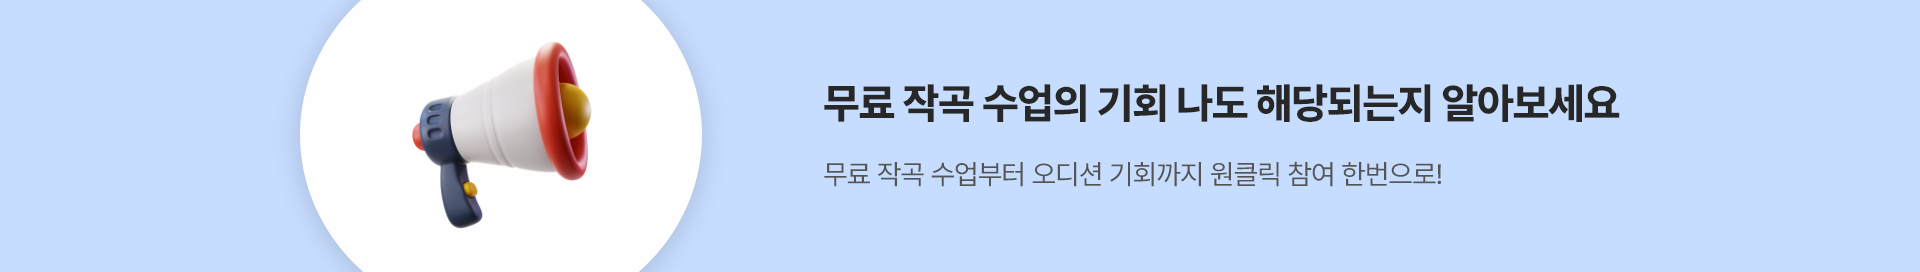 무료 작곡 수업의 기회 나도 해당되는지 알아보세요
무료 작곡 수업부터 오디션 기회까지 원클릭 참여 한번으로!